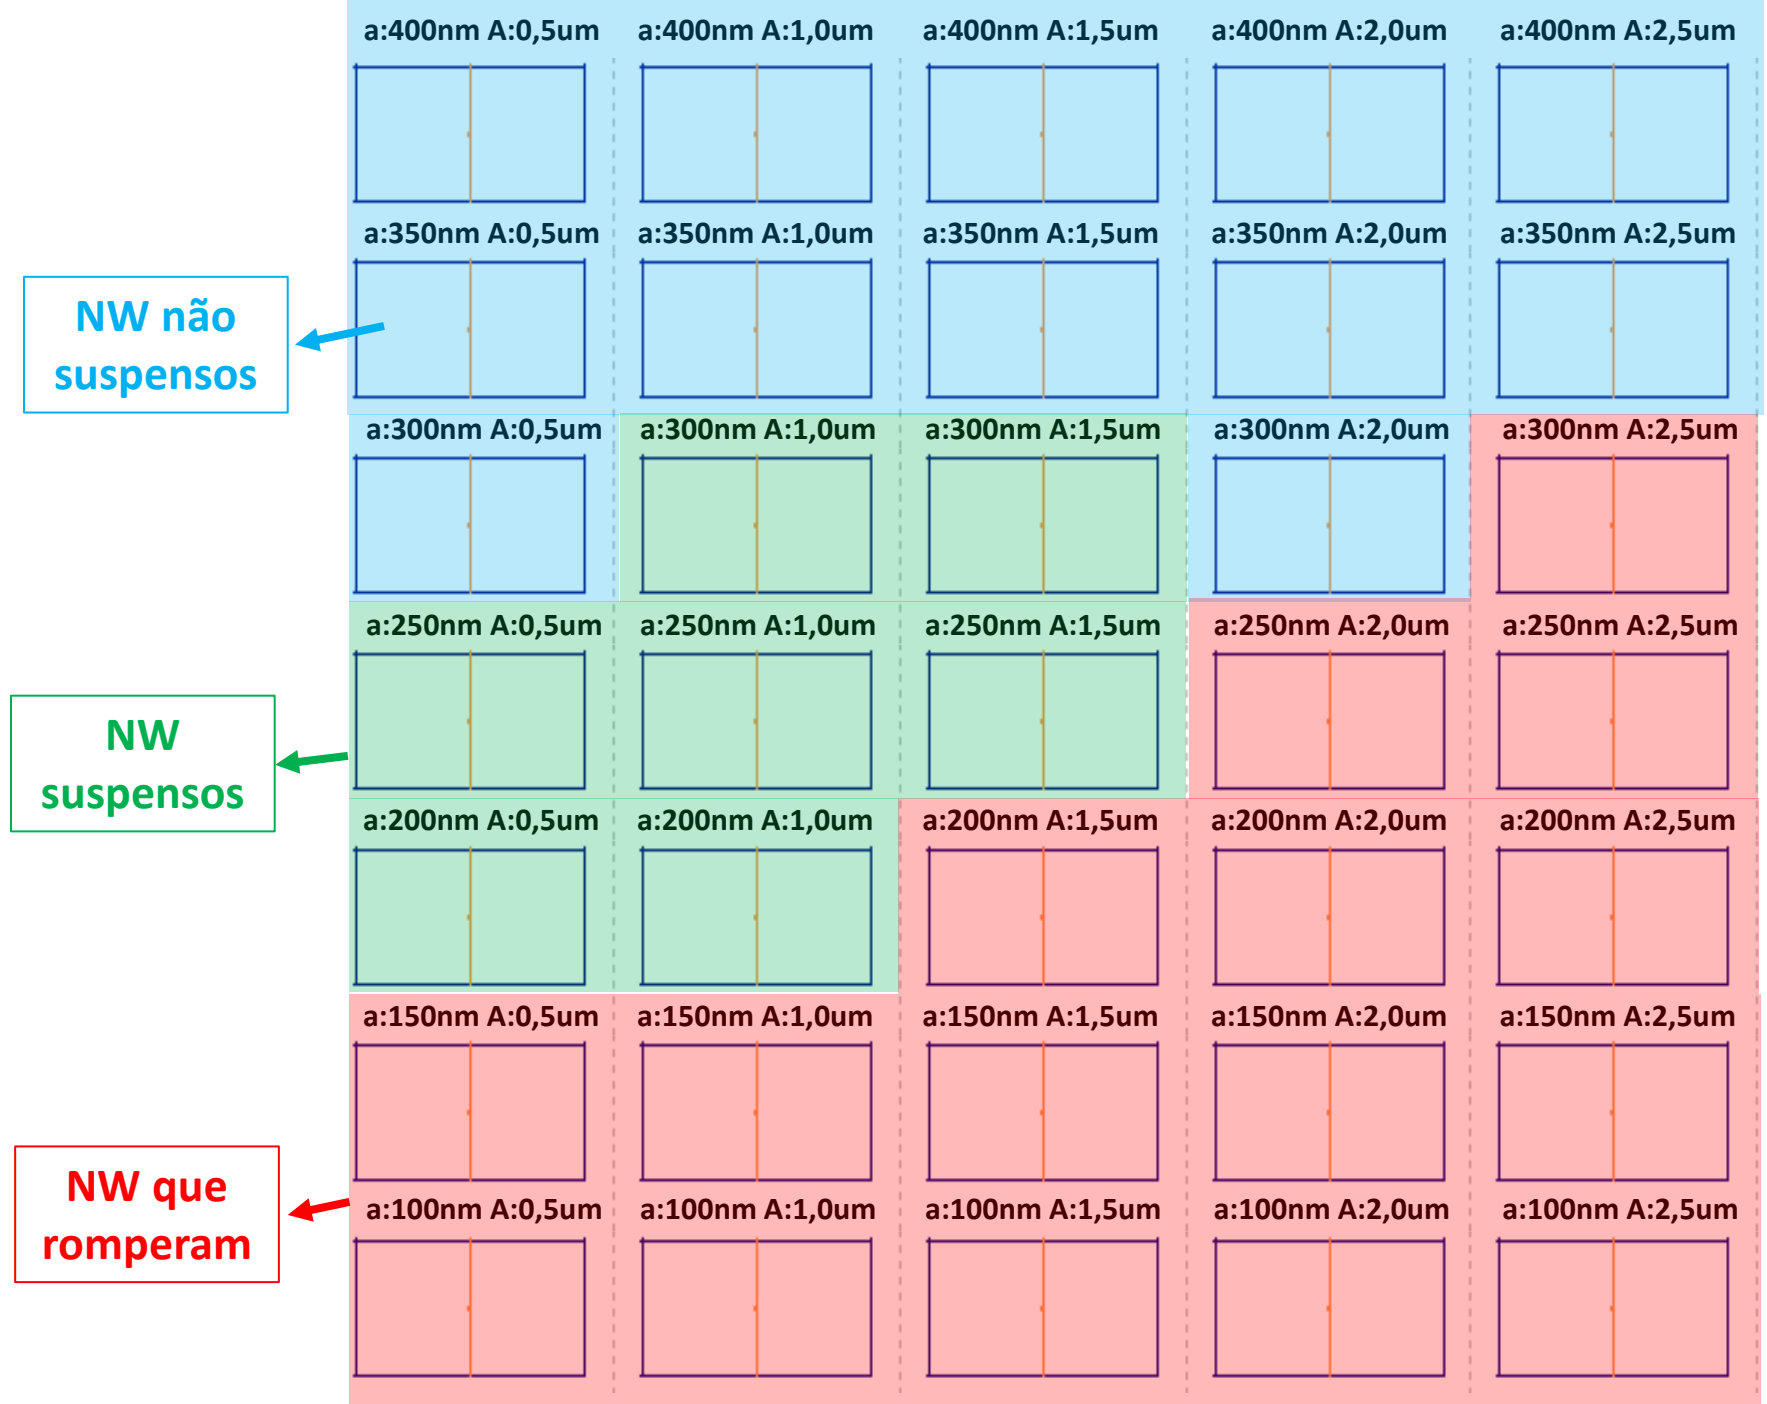 a:400nm A:0,5um a:400nm A:1,0um a:400nm A:1,5um a:400nm A:2,0um a:400nm A:2,5um
a:350nm A:0,5um a:350nm A:1,0um a:350nm A:1,5um a:350nm A:2,0um a:350nm A:2,5um
NW não
suspensos
a:300nm A:0,5um a:300nm A:1,0um a:300nm A:1,5um a:300nm A:2,0um a:300nm A:2,5um
a:250nm A:0,5um a:250nm A:1,0um a:250nm A:1,5um a:250nm A:2,0um a:250nm A:2,5um
NW
suspensos
a:200nm A:0,5um a:200nm A:1,0um a:200nm A:1,5um a:200nm A:2,0um a:200nm A:2,5um
a:150nm A:0,5um a:150nm A:1,0um a:150nm A:1,5um a:150nm A:2,0um a:150nm A:2,5um
NW que
romperam
a:100nm A:0,5um a:100nm A:1,0um a:100nm A:1,5um a:100nm A:2,0um a:100nm A:2,5um